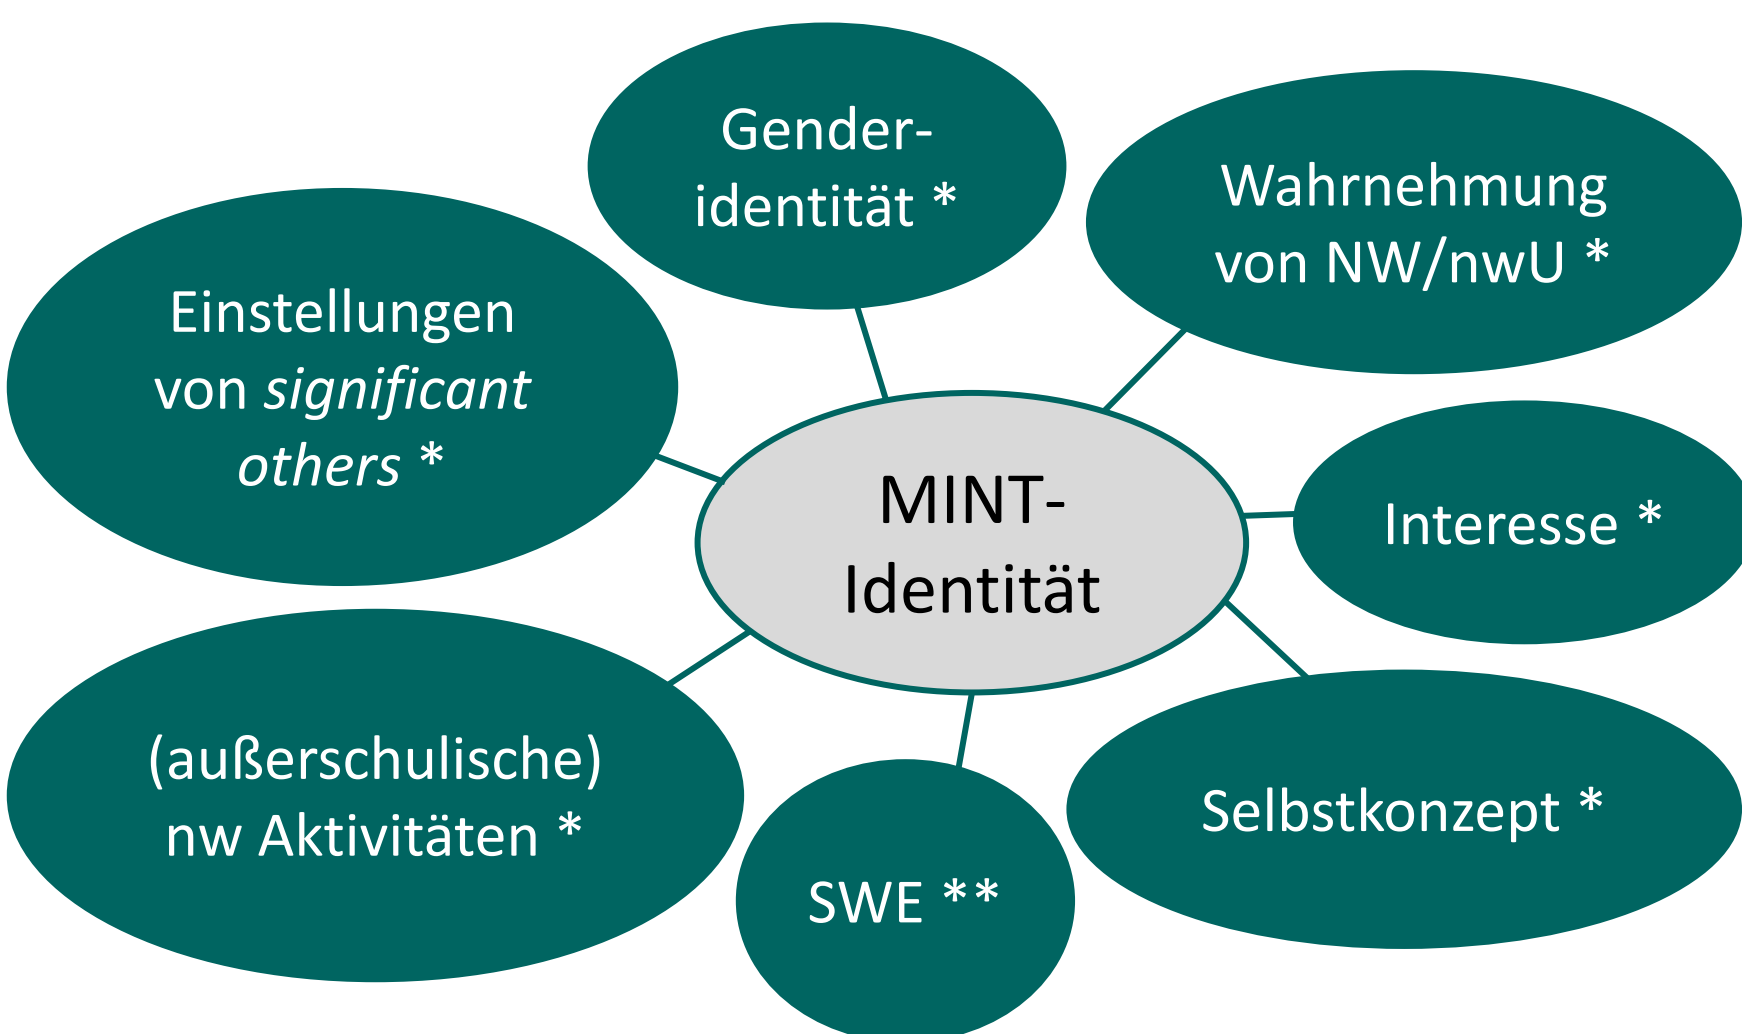 Gender-
identität *
Wahrnehmung
von NW/nwU *
Einstellungen
von significant
others *
MINT-
Identität
Interesse *
(außerschulische)
nw Aktivitäten *
Selbstkonzept *
SWE **